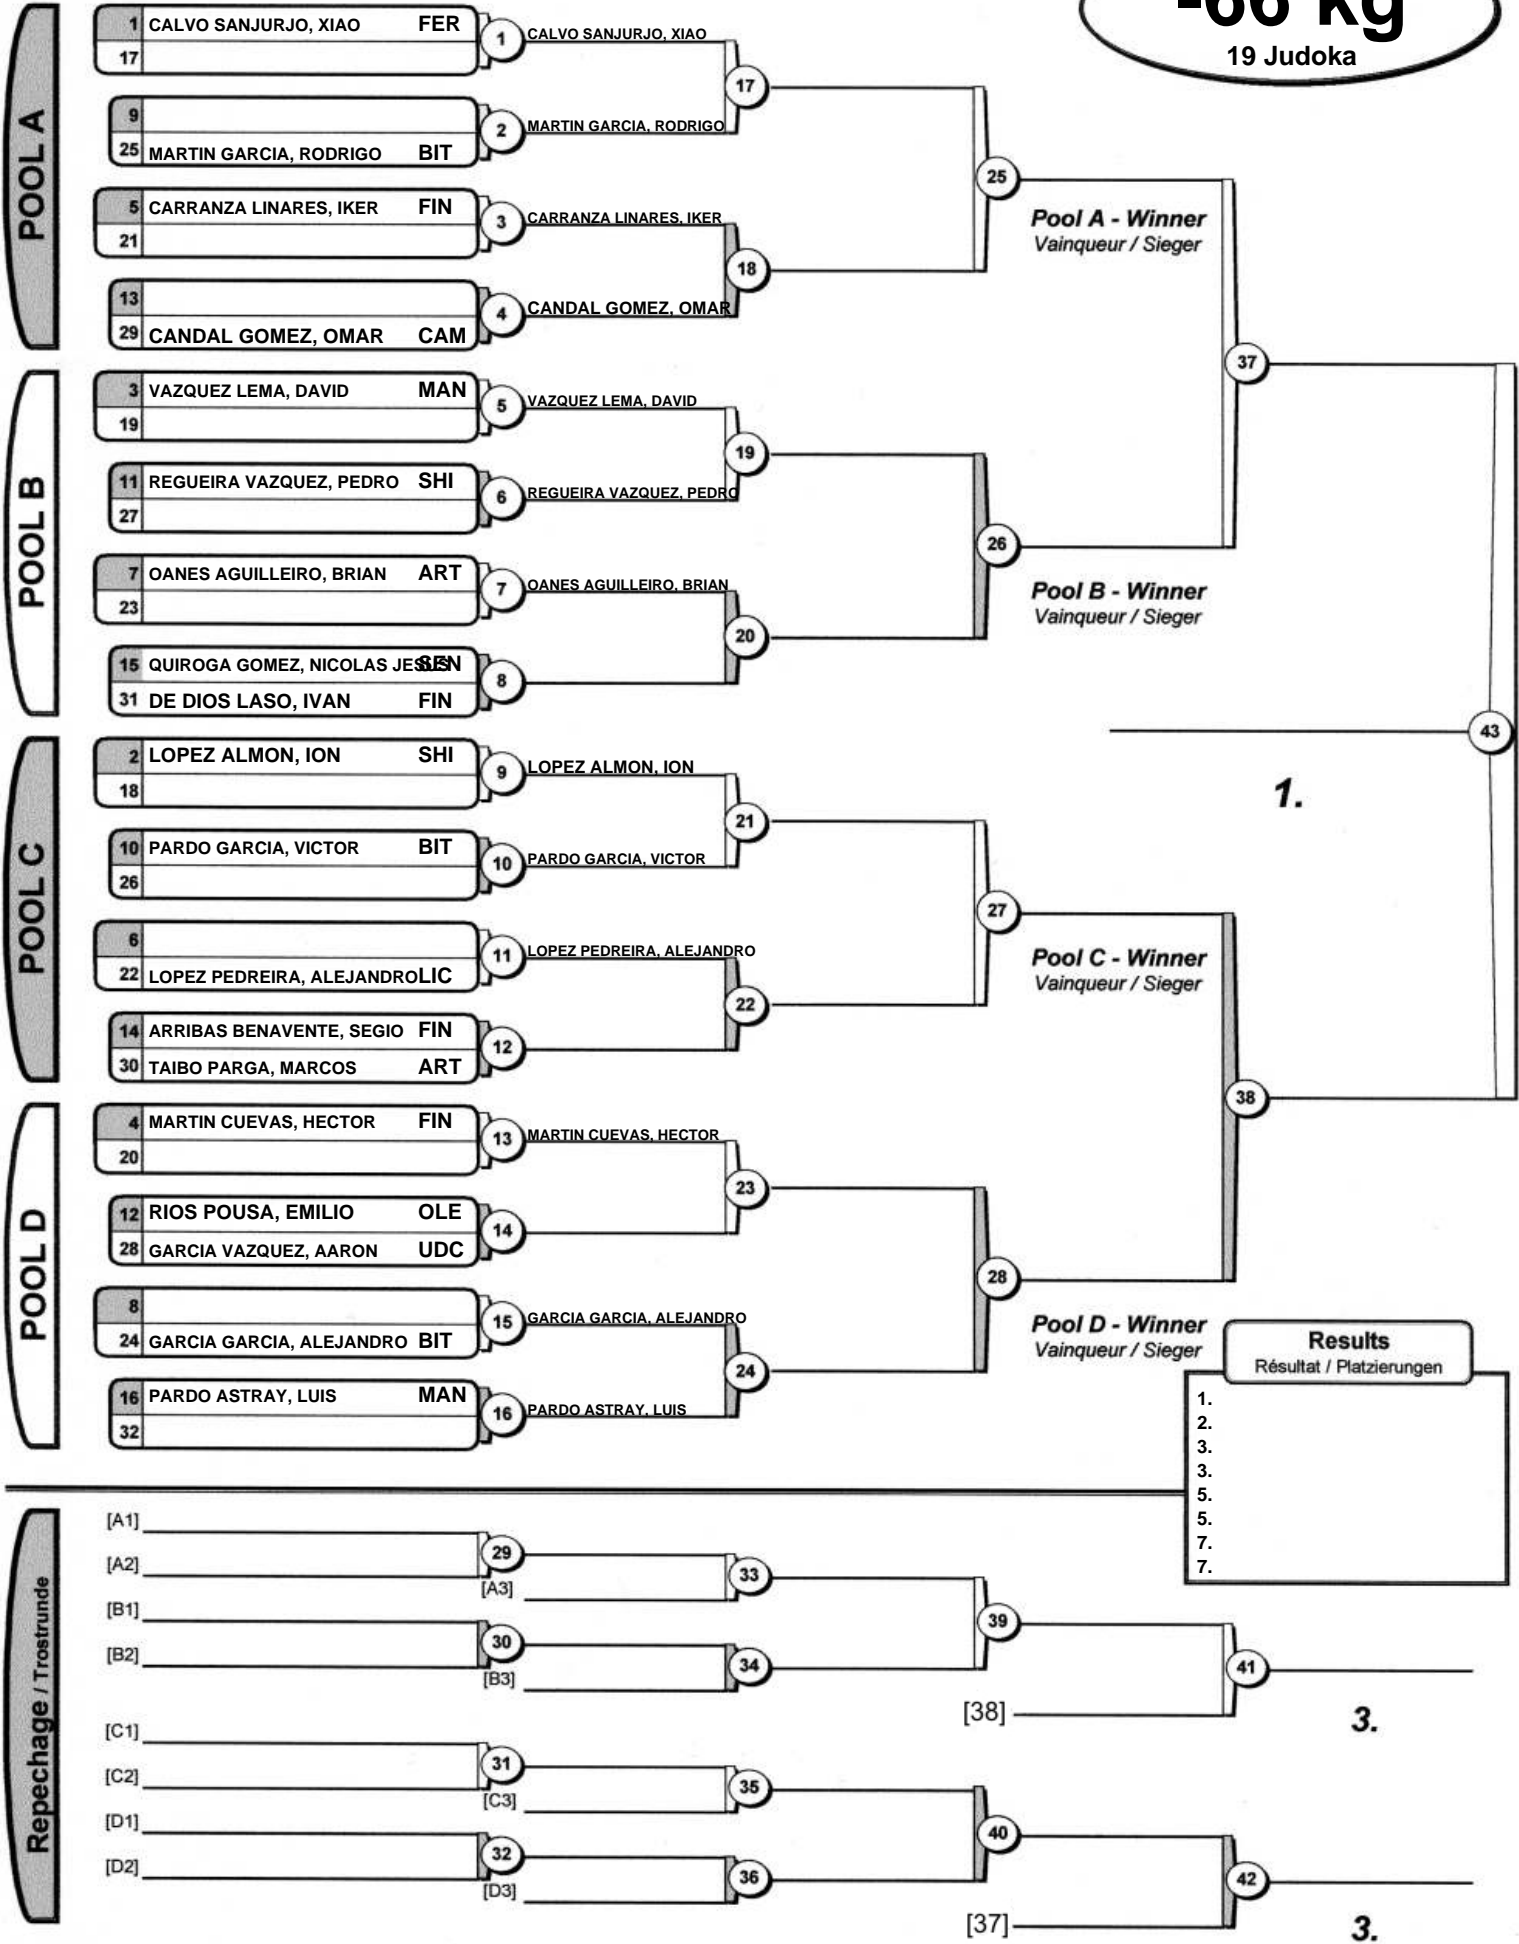 -66 kg
19 Judoka
POOL A
1 CALVO SANJURJO, XIAO FER
17
1 CALVO SANJURJO, XIAO
17
9
25 MARTIN GARCIA, RODRIGO BIT
2 MARTIN GARCIA, RODRIGO
25
Pool A - Winner
Vainqueur / Sieger
5 CARRANZA LINARES, IKER FIN
21
3 CARRANZA LINARES, IKER
18
13
29 CANDAL GOMEZ, OMAR CAM
4 CANDAL GOMEZ, OMAR
37
POOL B
3 VAZQUEZ LEMA, DAVID MAN
19
5 VAZQUEZ LEMA, DAVID
19
11 REGUEIRA VAZQUEZ, PEDRO SHI
27
6 REGUEIRA VAZQUEZ, PEDRO
26
Pool B - Winner
Vainqueur / Sieger
7 OANES AGUILLEIRO, BRIAN ART
23
7 OANES AGUILLEIRO, BRIAN
20
15 QUIROGA GOMEZ, NICOLAS JESUS SEN
31 DE DIOS LASO, IVAN FIN
8
43
1.
POOL C
2 LOPEZ ALMON, ION SHI
18
9 LOPEZ ALMON, ION
21
10 PARDO GARCIA, VICTOR BIT
26
10 PARDO GARCIA, VICTOR
27
Pool C - Winner
Vainqueur / Sieger
6
22 LOPEZ PEDREIRA, ALEJANDRO LIC
11 LOPEZ PEDREIRA, ALEJANDRO
22
14 ARRIBAS BENAVENTE, SEGIO FIN
30 TAIBO PARGA, MARCOS ART
12
38
POOL D
4 MARTIN CUEVAS, HECTOR FIN
20
13 MARTIN CUEVAS, HECTOR
23
12 RIOS POUSA, EMILIO OLE
28 GARCIA VAZQUEZ, AARON UDC
14
28
Pool D - Winner
Vainqueur / Sieger
8
24 GARCIA GARCIA, ALEJANDRO BIT
15 GARCIA GARCIA, ALEJANDRO
24
16 PARDO ASTRAY, LUIS MAN
32
16 PARDO ASTRAY, LUIS
Results
Résultat / Platzierungen
1.
2.
3.
3.
5.
5.
7.
7.
Repechage / Trostrunde
[A1]
[A2]
29
[A3]
33
[B1]
[B2]
30
[B3]
34
39
[38]
41
3.
[C1]
[C2]
31
[C3]
35
[D1]
[D2]
32
[D3]
36
40
[37]
42
3.